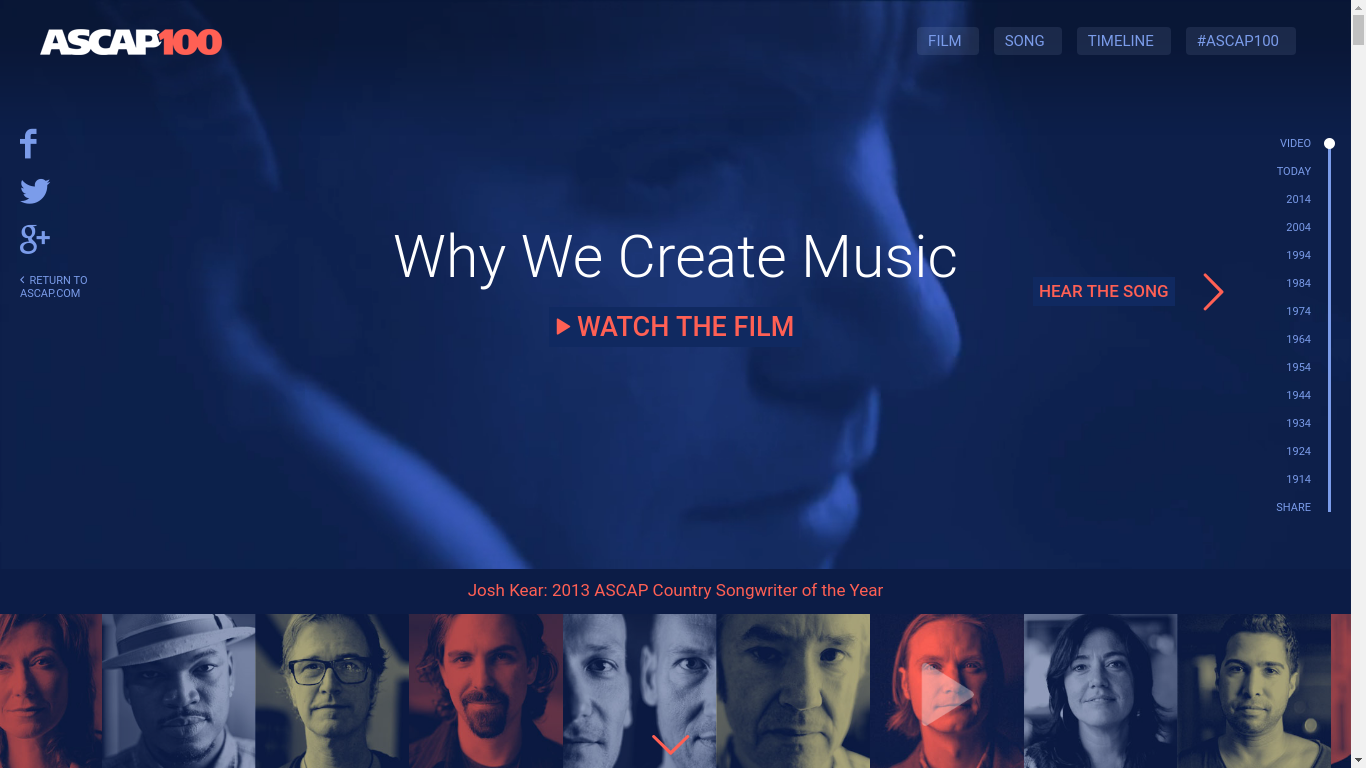 ASCAP100
FILM
SONG
TIMELINE
#ASCAP100
RETURN TO
ASCAP.COM
Why We Create Music
WATCH THE FILM
HEAR THE SONG
VIDEO
TODAY
2014
2004
1994
1984
1974
1964
1954
1944
1934
1924
1914
SHARE
Josh Kear: 2013 ASCAP Country Songwriter of the Year